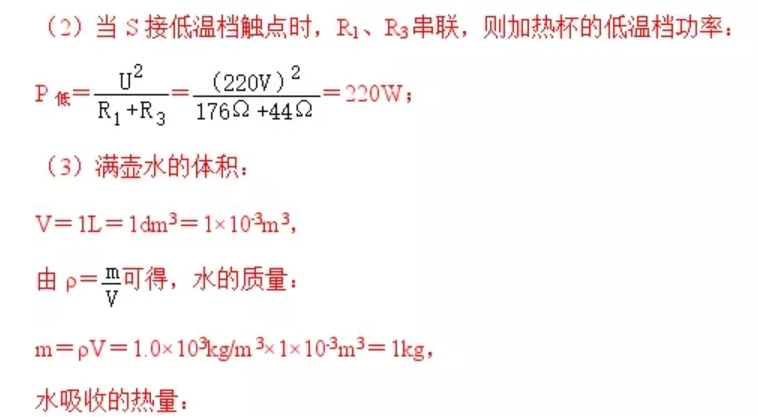 （2）当 S 接低温档触点时，R₁、R₃串联，则加热杯的低温档功率：
P低＝U²/(R₁+R₃)＝(220V)²/(176Ω+44Ω)＝220W；
（3）满壶水的体积：
V＝1L＝1dm³＝1×10⁻³m³，
由 ρ＝m/V可得，水的质量：
m＝ρV＝1.0×10³kg/m³×1×10⁻³m³＝1kg，
水吸收的热量：